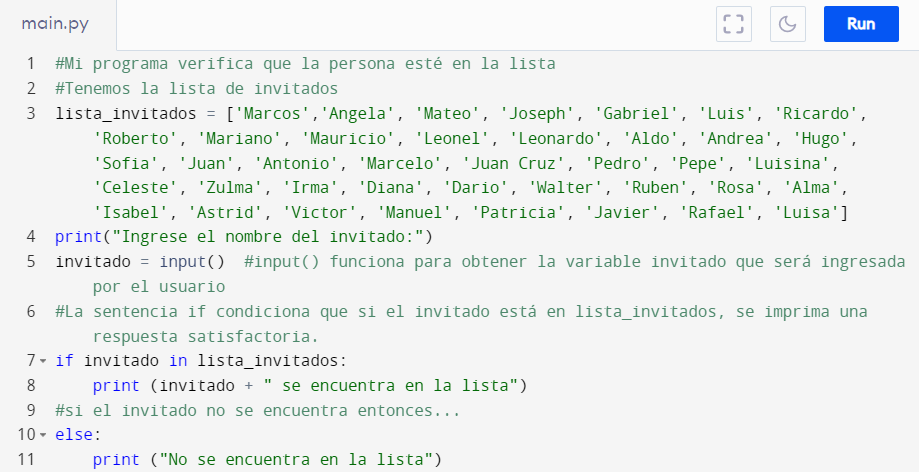 main.py
Run
1 #Mi programa verifica que la persona esté en la lista
2 #Tenemos la lista de invitados
3 lista_invitados = ['Marcos','Angela', 'Mateo', 'Joseph', 'Gabriel', 'Luis', 'Ricardo',
'Roberto', 'Mariano', 'Mauricio', 'Leonel', 'Leonardo', 'Aldo', 'Andrea', 'Hugo',
'Sofia', 'Juan', 'Antonio', 'Marcelo', 'Juan Cruz', 'Pedro', 'Pepe', 'Luisina',
'Celeste', 'Zulma', 'Irma', 'Diana', 'Dario', 'Walter', 'Ruben', 'Rosa', 'Alma',
'Isabel', 'Astrid', 'Victor', 'Manuel', 'Patricia', 'Javier', 'Rafael', 'Luisa']
4 print("Ingrese el nombre del invitado:")
5 invitado = input()  #input() funciona para obtener la variable invitado que será ingresada
por el usuario
6 #La sentencia if condiciona que si el invitado está en lista_invitados, se imprima una
respuesta satisfactoria.
7 if invitado in lista_invitados:
8 print (invitado + " se encuentra en la lista")
9 #si el invitado no se encuentra entonces...
10 else:
11 print ("No se encuentra en la lista")